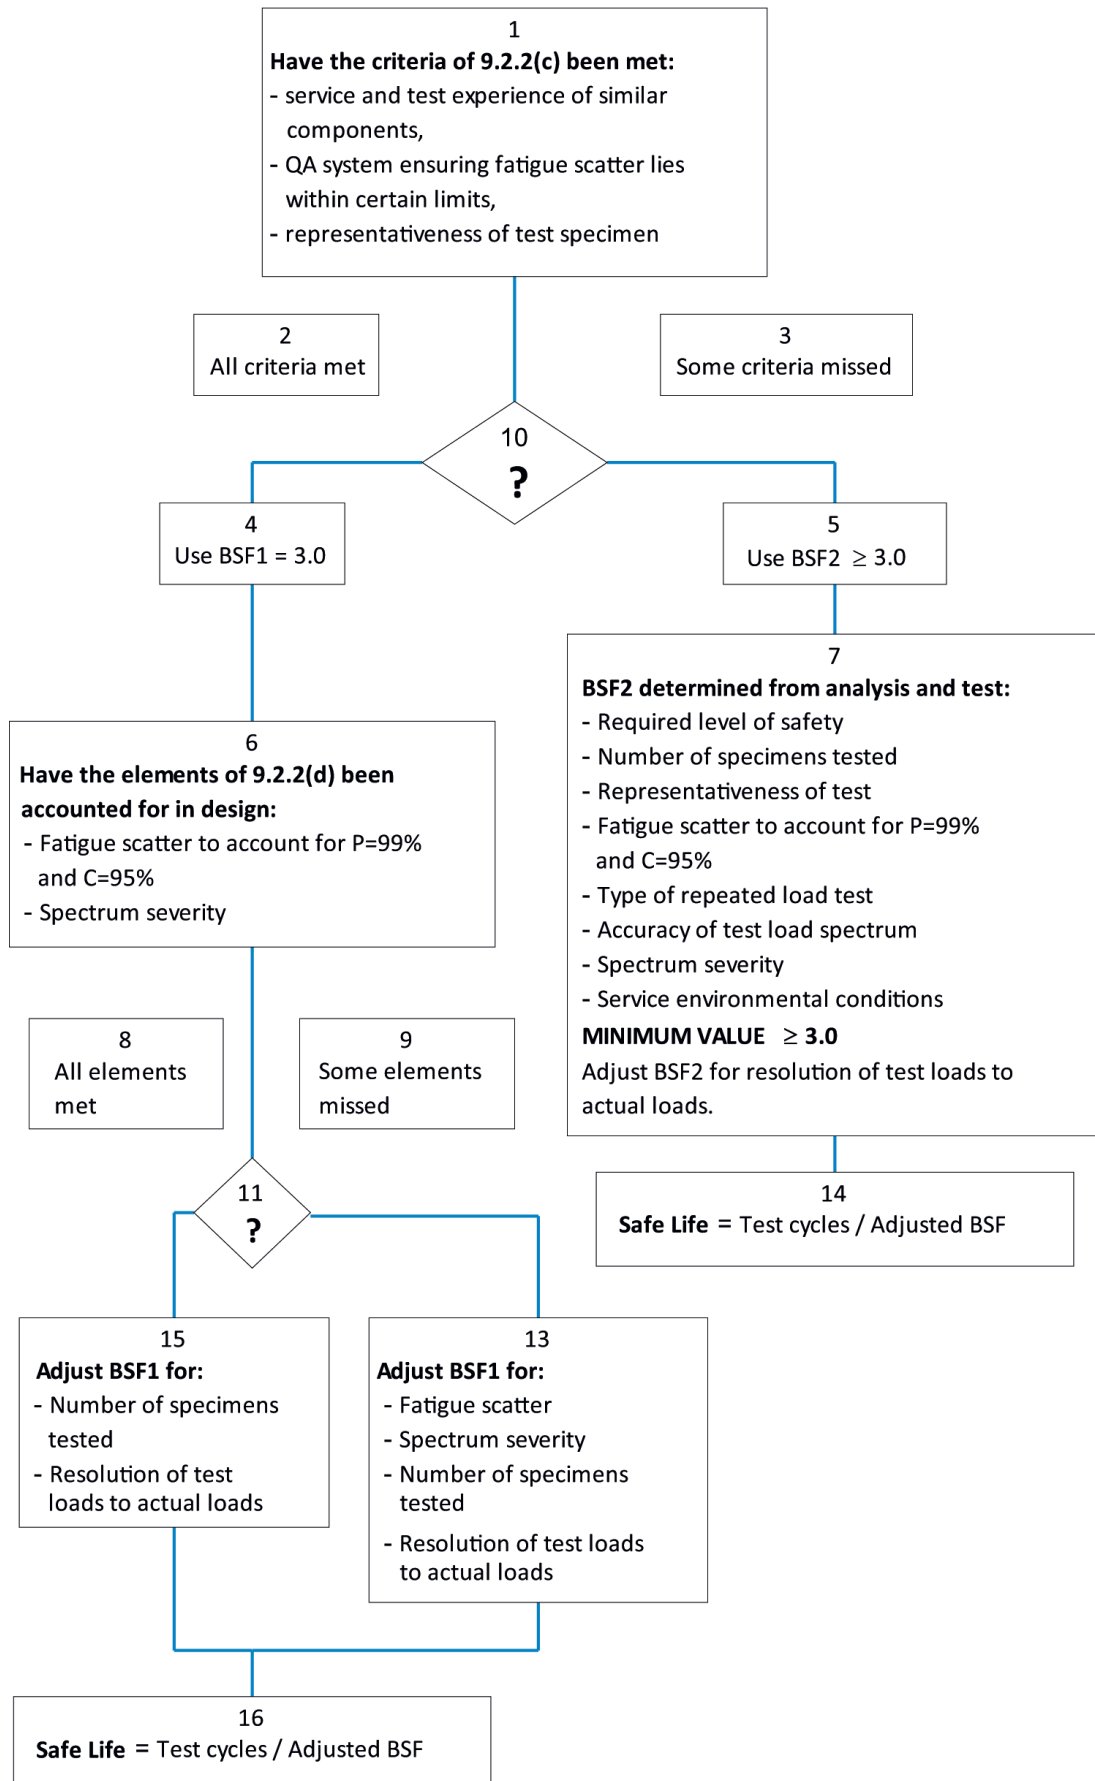 1
Have the criteria of 9.2.2(c) been met:
- service and test experience of similar
components,
- QA system ensuring fatigue scatter lies
within certain limits,
- representativeness of test specimen
2
All criteria met
3
Some criteria missed
10
?
4
Use BSF1 = 3.0
5
Use BSF2 ≥ 3.0
6
Have the elements of 9.2.2(d) been
accounted for in design:
- Fatigue scatter to account for P=99%
and C=95%
- Spectrum severity
7
BSF2 determined from analysis and test:
- Required level of safety
- Number of specimens tested
- Representativeness of test
- Fatigue scatter to account for P=99%
and C=95%
- Type of repeated load test
- Accuracy of test load spectrum
- Spectrum severity
- Service environmental conditions
MINIMUM VALUE ≥ 3.0
Adjust BSF2 for resolution of test loads to
actual loads.
8
All elements
met
9
Some elements
missed
11
?
14
Safe Life = Test cycles / Adjusted BSF
15
Adjust BSF1 for:
- Number of specimens
tested
- Resolution of test
loads to actual loads
13
Adjust BSF1 for:
- Fatigue scatter
- Spectrum severity
- Number of specimens
tested
- Resolution of test loads
to actual loads
16
Safe Life = Test cycles / Adjusted BSF